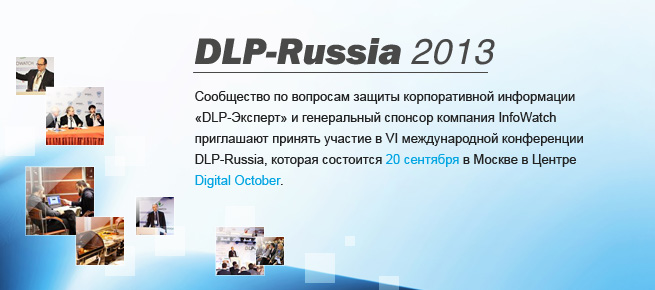 DLP-Russia 2013
Сообщество по вопросам защиты корпоративной информации
«DLP-Эксперт» и генеральный спонсор компания InfoWatch
приглашают принять участие в VI международной конференции
DLP-Russia, которая состоится 20 сентября в Москве в Центре
Digital October.